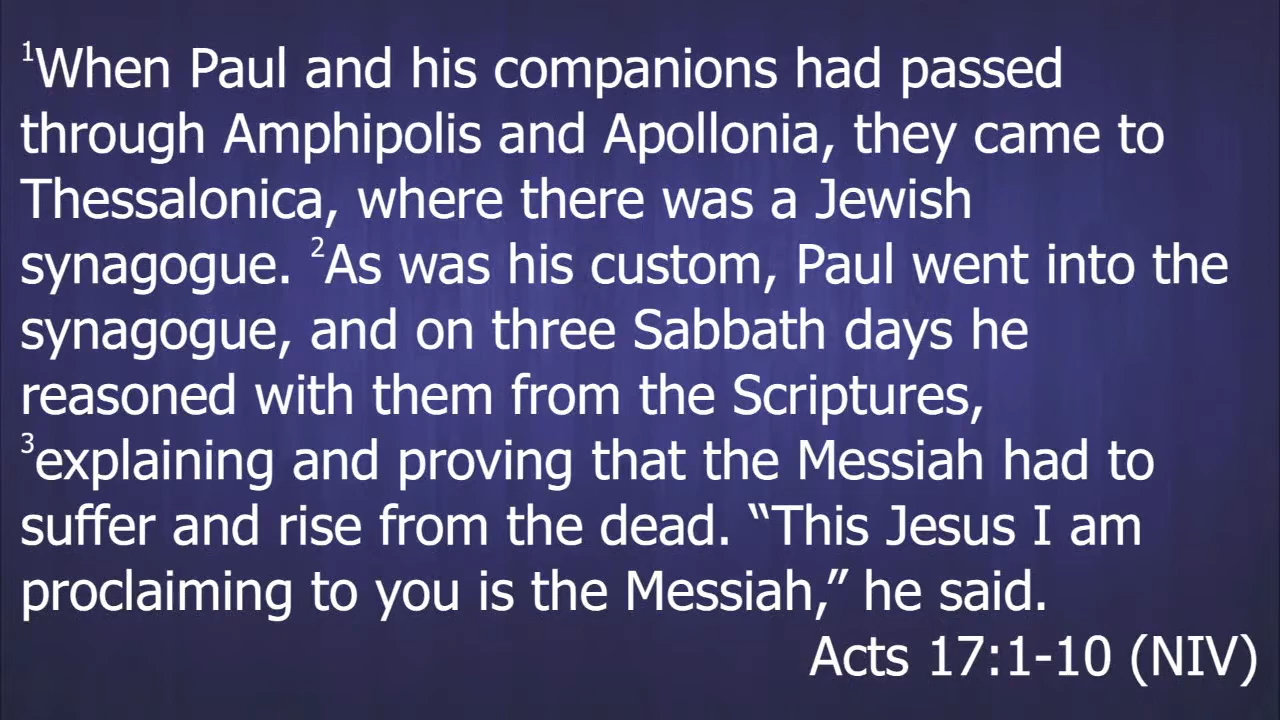 ¹When Paul and his companions had passed
through Amphipolis and Apollonia, they came to
Thessalonica, where there was a Jewish
synagogue. ²As was his custom, Paul went into the
synagogue, and on three Sabbath days he
reasoned with them from the Scriptures,
³explaining and proving that the Messiah had to
suffer and rise from the dead. “This Jesus I am
proclaiming to you is the Messiah,” he said.
Acts 17:1-10 (NIV)